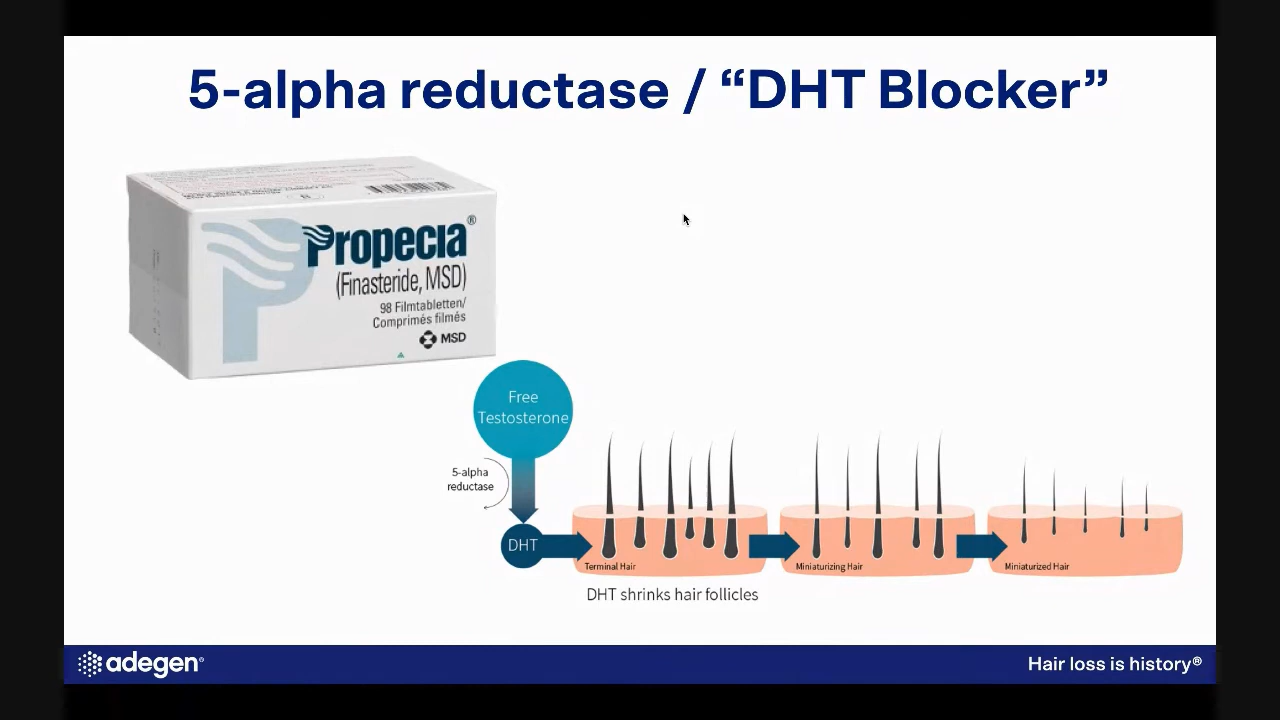 5-alpha reductase / “DHT Blocker”
Propecia®
(Finasteride, MSD)
98 Filmtabletten/
Comprimés filmés
MSD
Free
Testosterone
5-alpha
reductase
DHT
Terminal Hair
Miniaturizing Hair
Miniaturized Hair
DHT shrinks hair follicles
adegen®
Hair loss is history®